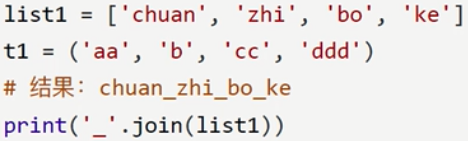 list1 = ['chuan', 'zhi', 'bo', 'ke']
t1 = ('aa', 'b', 'cc', 'ddd')
# 结果：chuan_zhi_bo_ke
print('_'.join(list1))